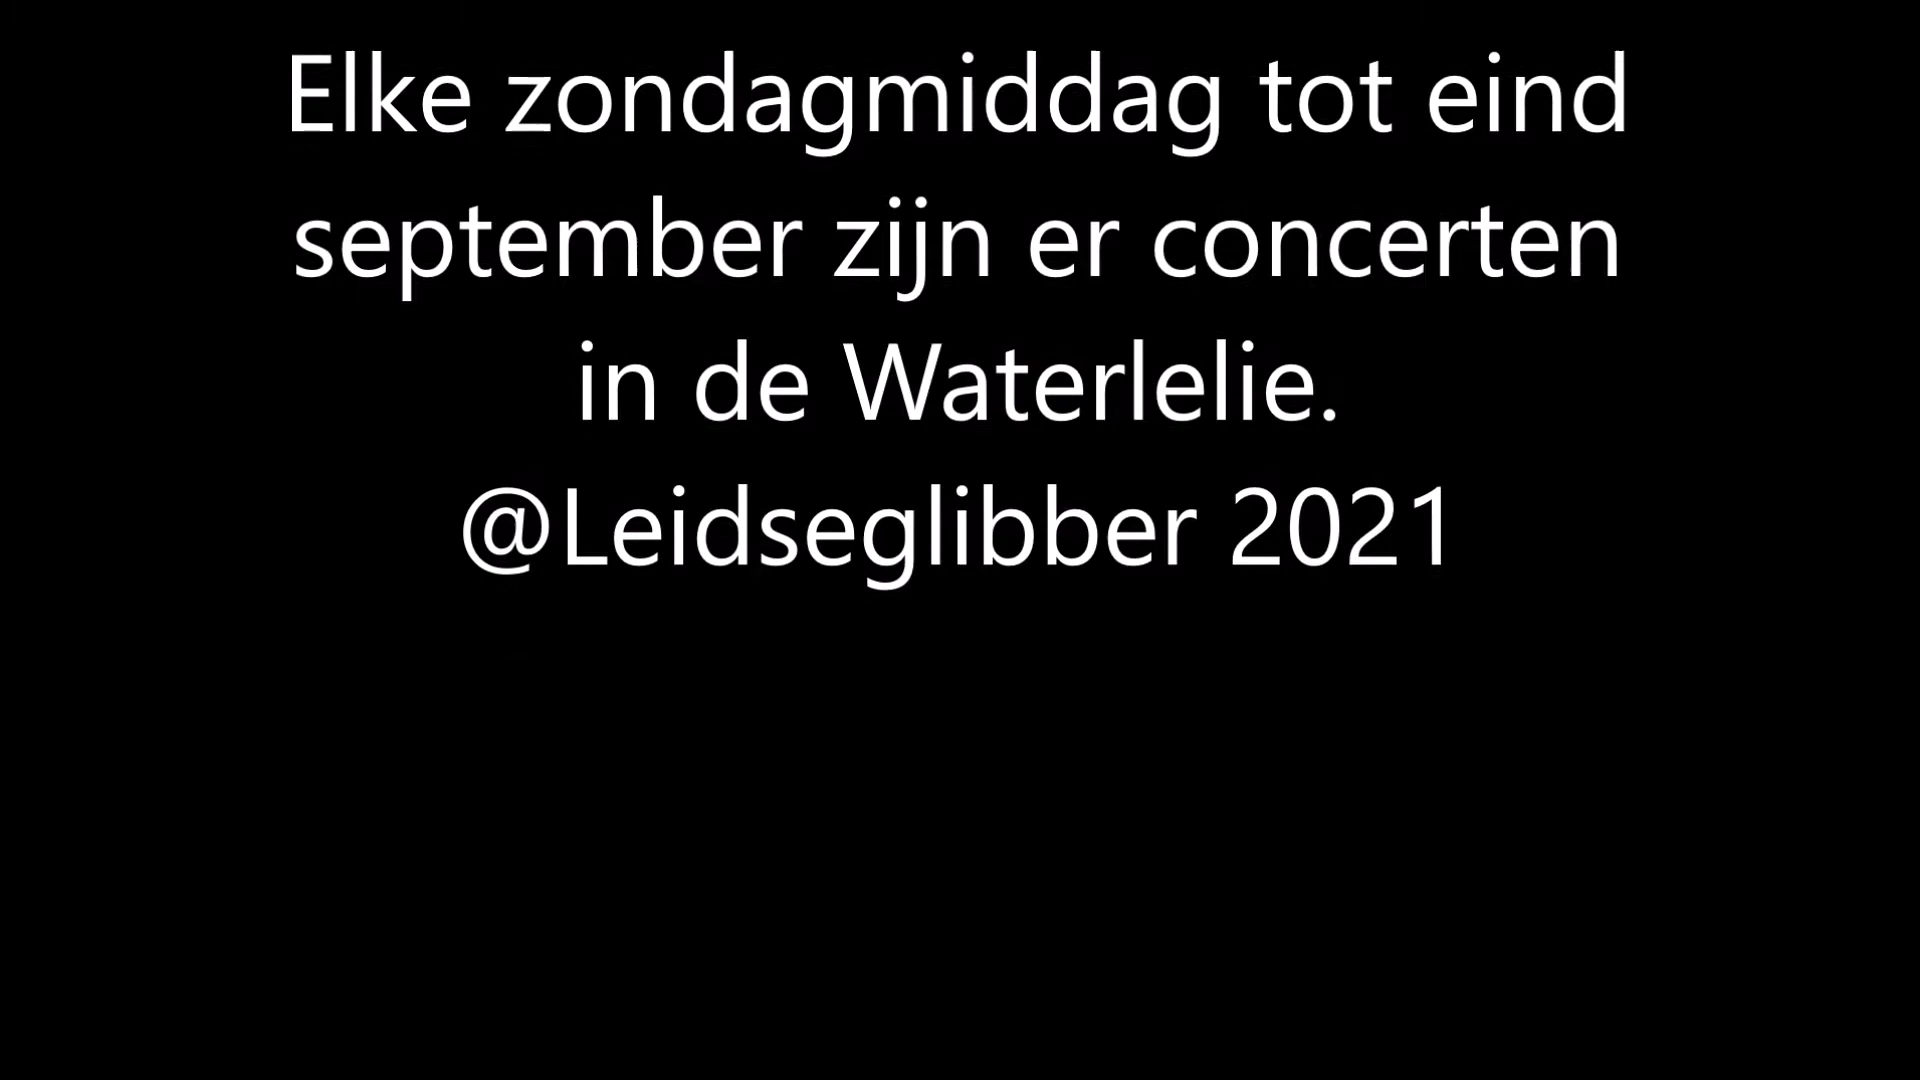 Elke zondagmiddag tot eind
september zijn er concerten
in de Waterlelie.
@Leidseglibber 2021